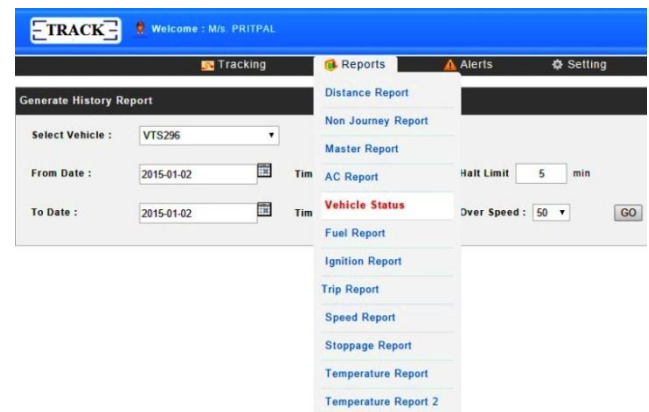 TRACK
Welcome : M/s. PRITPAL
Tracking
Reports
Alerts
Setting
Generate History Report
Select Vehicle :
VTS296
From Date :
2015-01-02
Tim
Halt Limit
5
min
To Date :
2015-01-02
Tim
Over Speed :
50
GO
Distance Report
Non Journey Report
Master Report
AC Report
Vehicle Status
Fuel Report
Ignition Report
Trip Report
Speed Report
Stoppage Report
Temperature Report
Temperature Report 2